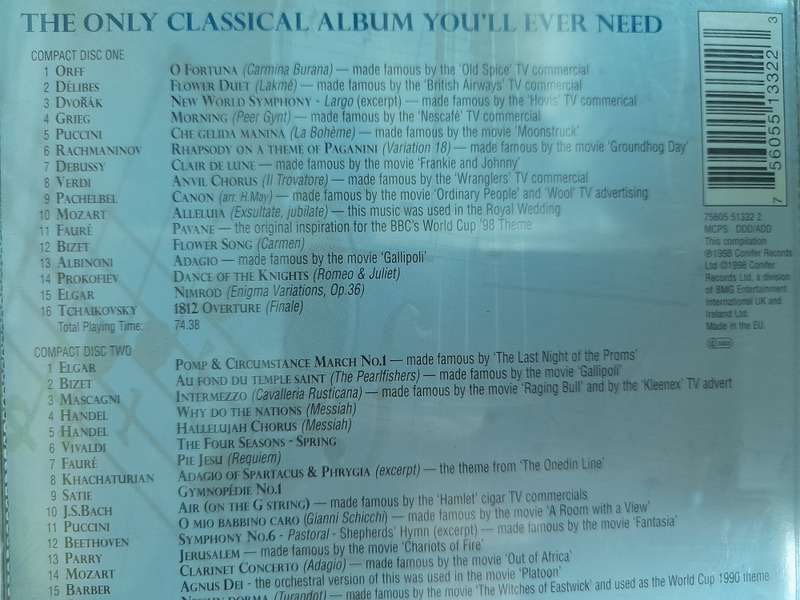 THE ONLY CLASSICAL ALBUM YOU'LL EVER NEED
COMPACT DISC ONE
1 ORFF O FORTUNA (Carmina Burana) — made famous by the 'Old Spice' TV commercial
2 DÉLIBES FLOWER DUET (Lakmé) — made famous by the 'British Airways' TV commercial
3 DVOŘÁK NEW WORLD SYMPHONY - Largo (excerpt) — made famous by the 'Hovis' TV commerical
4 GRIEG MORNING (Peer Gynt) — made famous by the 'Nescafé' TV commercial
5 PUCCINI CHE GELIDA MANINA (La Bohème) — made famous by the movie 'Moonstruck'
6 RACHMANINOV RHAPSODY ON A THEME OF PAGANINI (Variation 18) — made famous by the movie 'Groundhog Day'
7 DEBUSSY CLAIR DE LUNE — made famous by the movie 'Frankie and Johnny'
8 VERDI ANVIL CHORUS (Il Trovatore) — made famous by the 'Wranglers' TV commercial
9 PACHELBEL CANON (arr. H.May) — made famous by the movie 'Ordinary People' and 'Wool' TV advertising
10 MOZART ALLELUIA (Exsultate, jubilate) — this music was used in the Royal Wedding
11 FAURÉ PAVANE — the original inspiration for the BBC's World Cup '98 Theme
12 BIZET FLOWER SONG (Carmen)
13 ALBINONI ADAGIO — made famous by the movie 'Gallipoli'
14 PROKOFIEV DANCE OF THE KNIGHTS (Romeo & Juliet)
15 ELGAR NIMROD (Enigma Variations, Op.36)
16 TCHAIKOVSKY 1812 OVERTURE (Finale)
Total Playing Time: 74.38
COMPACT DISC TWO
1 ELGAR POMP & CIRCUMSTANCE MARCH NO.1 — made famous by 'The Last Night of the Proms'
2 BIZET AU FOND DU TEMPLE SAINT (The Pearlfishers) — made famous by the movie 'Gallipoli'
3 MASCAGNI INTERMEZZO (Cavalleria Rusticana) — made famous by the movie 'Raging Bull' and by the 'Kleenex' TV advert
4 HANDEL WHY DO THE NATIONS (Messiah)
5 HANDEL HALLELUJAH CHORUS (Messiah)
6 VIVALDI THE FOUR SEASONS - SPRING
7 FAURÉ PIE JESU (Requiem)
8 KHACHATURIAN ADAGIO OF SPARTACUS & PHRYGIA (excerpt) — the theme from 'The Onedin Line'
9 SATIE GYMNOPÉDIE NO.1
10 J.S.BACH AIR (ON THE G STRING) — made famous by the 'Hamlet' cigar TV commercials
11 PUCCINI O MIO BABBINO CARO (Gianni Schicchi) — made famous by the movie 'A Room with a View'
12 BEETHOVEN SYMPHONY NO.6 - Pastoral - Shepherds' Hymn (excerpt) — made famous by the movie 'Fantasia'
13 PARRY JERUSALEM — made famous by the movie 'Chariots of Fire'
14 MOZART CLARINET CONCERTO (Adagio) — made famous by the movie 'Out of Africa'
15 BARBER AGNUS DEI - the orchestral version of this was used in the movie 'Platoon'
NESSUN DORMA (Turandot) — made famous by the movie 'The Witches of Eastwick' and used as the World Cup 1990 theme
7 56055 13322 3
75605 51332 2
MCPS DDD/ADD
This compilation
℗1998 Conifer Records
Ltd ©1998 Conifer
Records Ltd, a division
of BMG Entertainment
International UK and
Ireland Ltd.
Made in the EU.